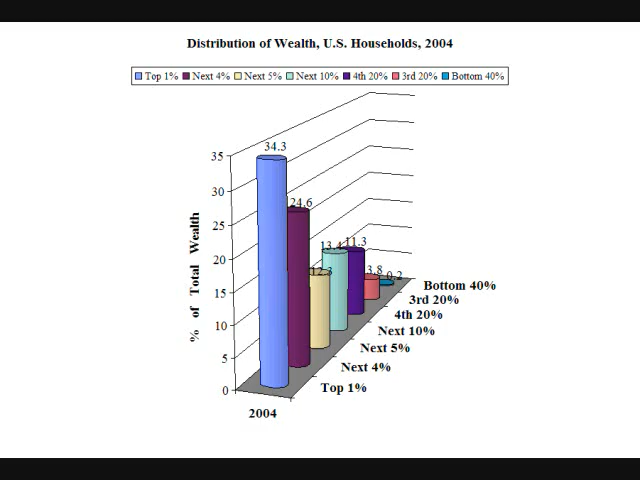 Distribution of Wealth, U.S. Households, 2004
Top 1% Next 4% Next 5% Next 10% 4th 20% 3rd 20% Bottom 40%
34.3
35
30
24.6
25
13.4
11.3
12.3
3.8
0.2
20
15
10
5
0
% of Total Wealth
Bottom 40%
3rd 20%
4th 20%
Next 10%
Next 5%
Next 4%
Top 1%
2004